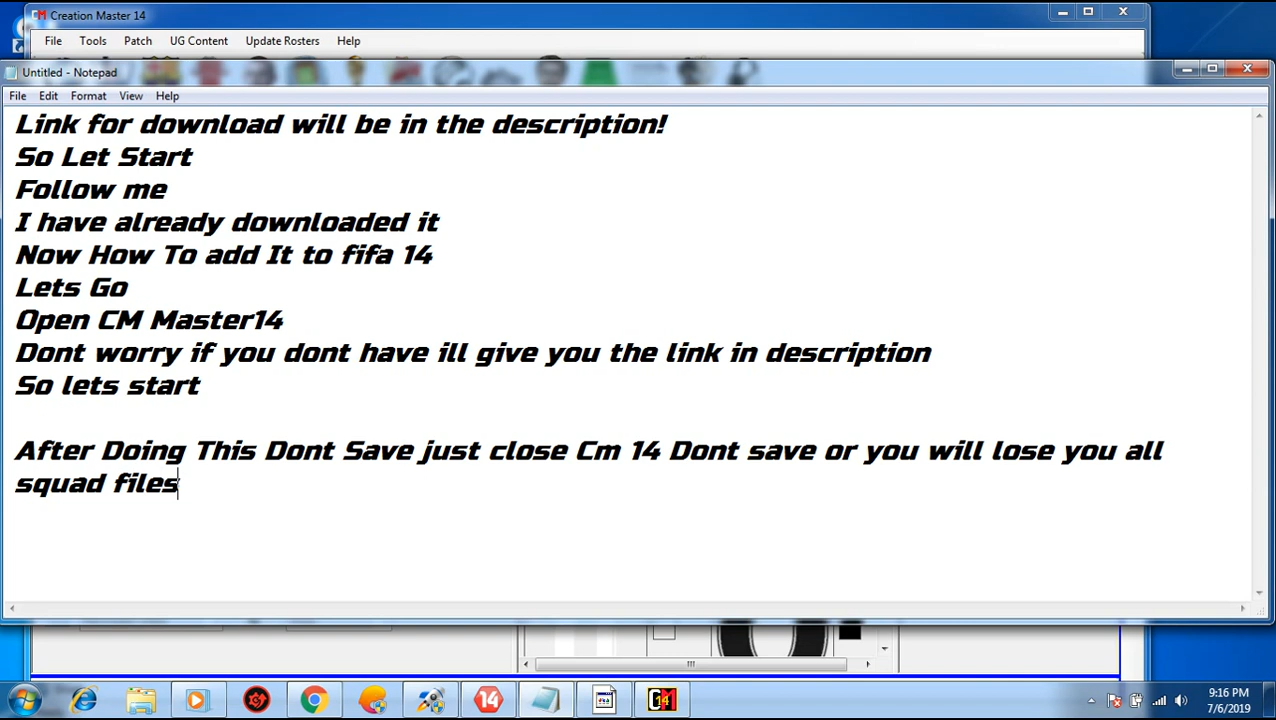 Creation Master 14
File Tools Patch UG Content Update Rosters Help
Untitled - Notepad
File Edit Format View Help
Link for download will be in the description!
So Let Start
Follow me
I have already downloaded it
Now How To add It to fifa 14
Lets Go
Open CM Master14
Dont worry if you dont have ill give you the link in description
So lets start
After Doing This Dont Save just close Cm 14 Dont save or you will lose you all
squad files
14
CM 14
9:16 PM
7/6/2019